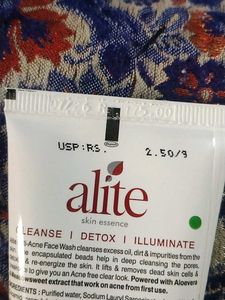 USP:RS. 2.50/g
alite
skin essence
CLEANSE | DETOX | ILLUMINATE
Acne Face Wash cleanses excess oil, dirt & impurities from the
encapsulated beads help in deep cleansing the pores,
& re-energize the skin. It lifts & removes dead skin cells &
to give you an Acne free clear look. Powered with Aloevera
sweet extract that work on acne from first use.
INGREDIENTS : Purified water, Sodium Lauryl